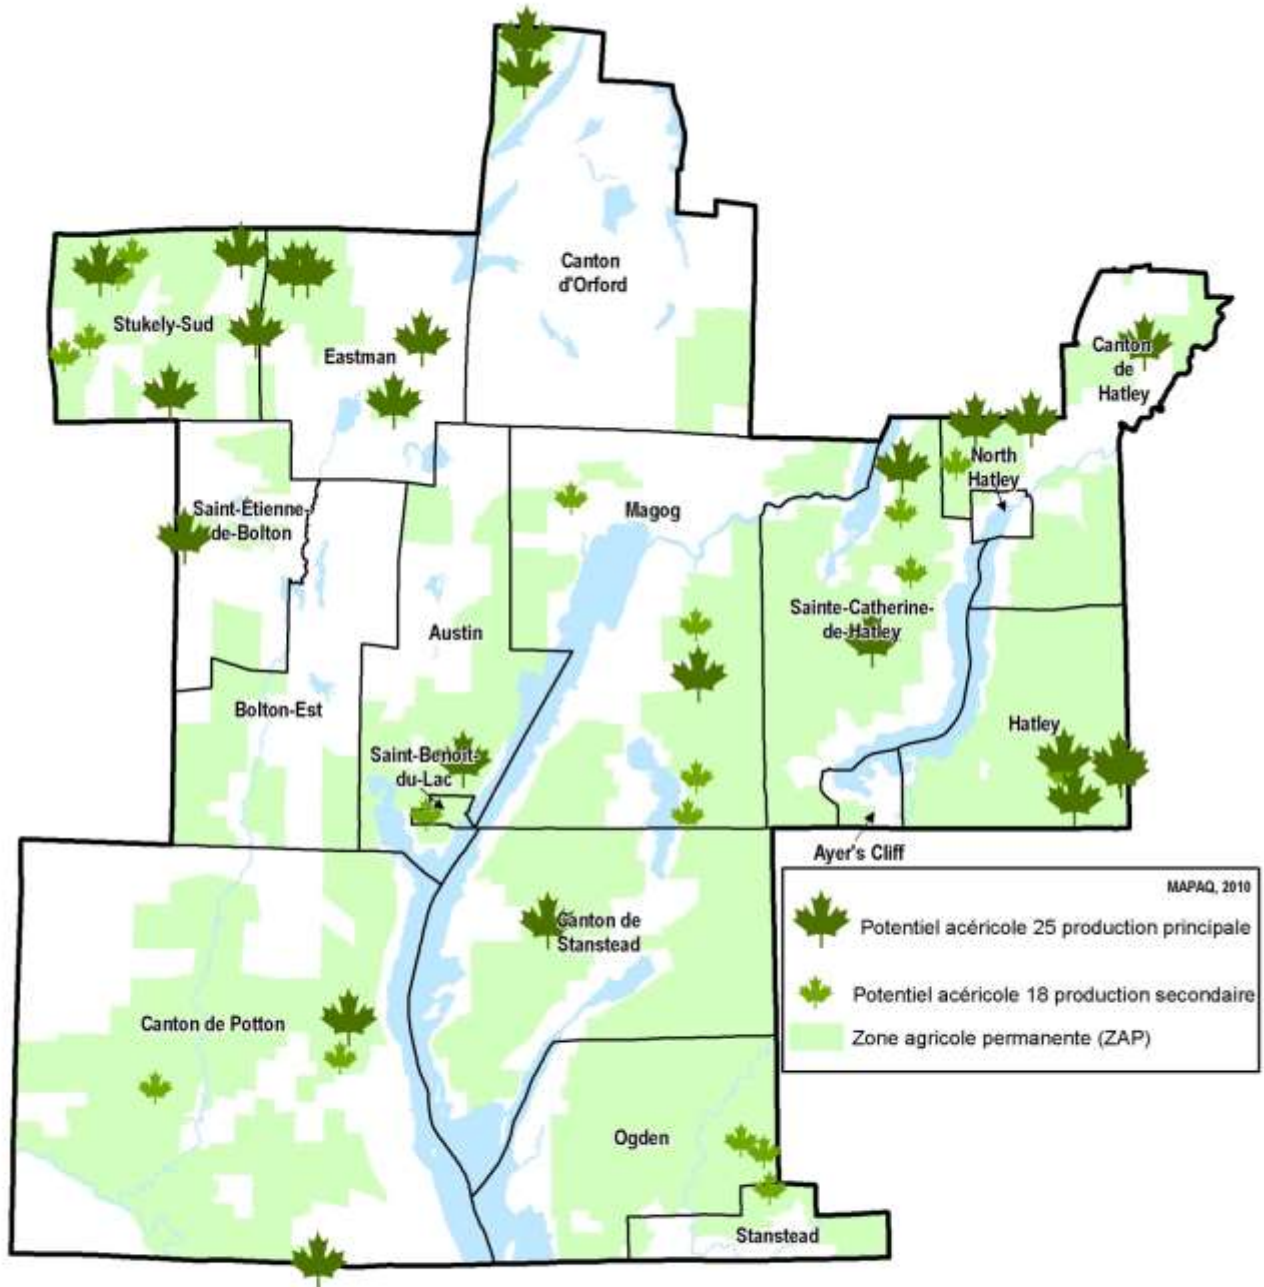 Canton
d'Orford
Stukely-Sud
Eastman
Canton
de
Hatley
North
Hatley
Saint-Étienne-
de-Bolton
Magog
Austin
Sainte-Catherine-
de-Hatley
Bolton-Est
Hatley
Saint-Benoit-
du-Lac
Ayer's Cliff
Canton de
Stanstead
Canton de Potton
Ogden
Stanstead
MAPAQ, 2010
Potentiel acéricole 25 production principale
Potentiel acéricole 18 production secondaire
Zone agricole permanente (ZAP)